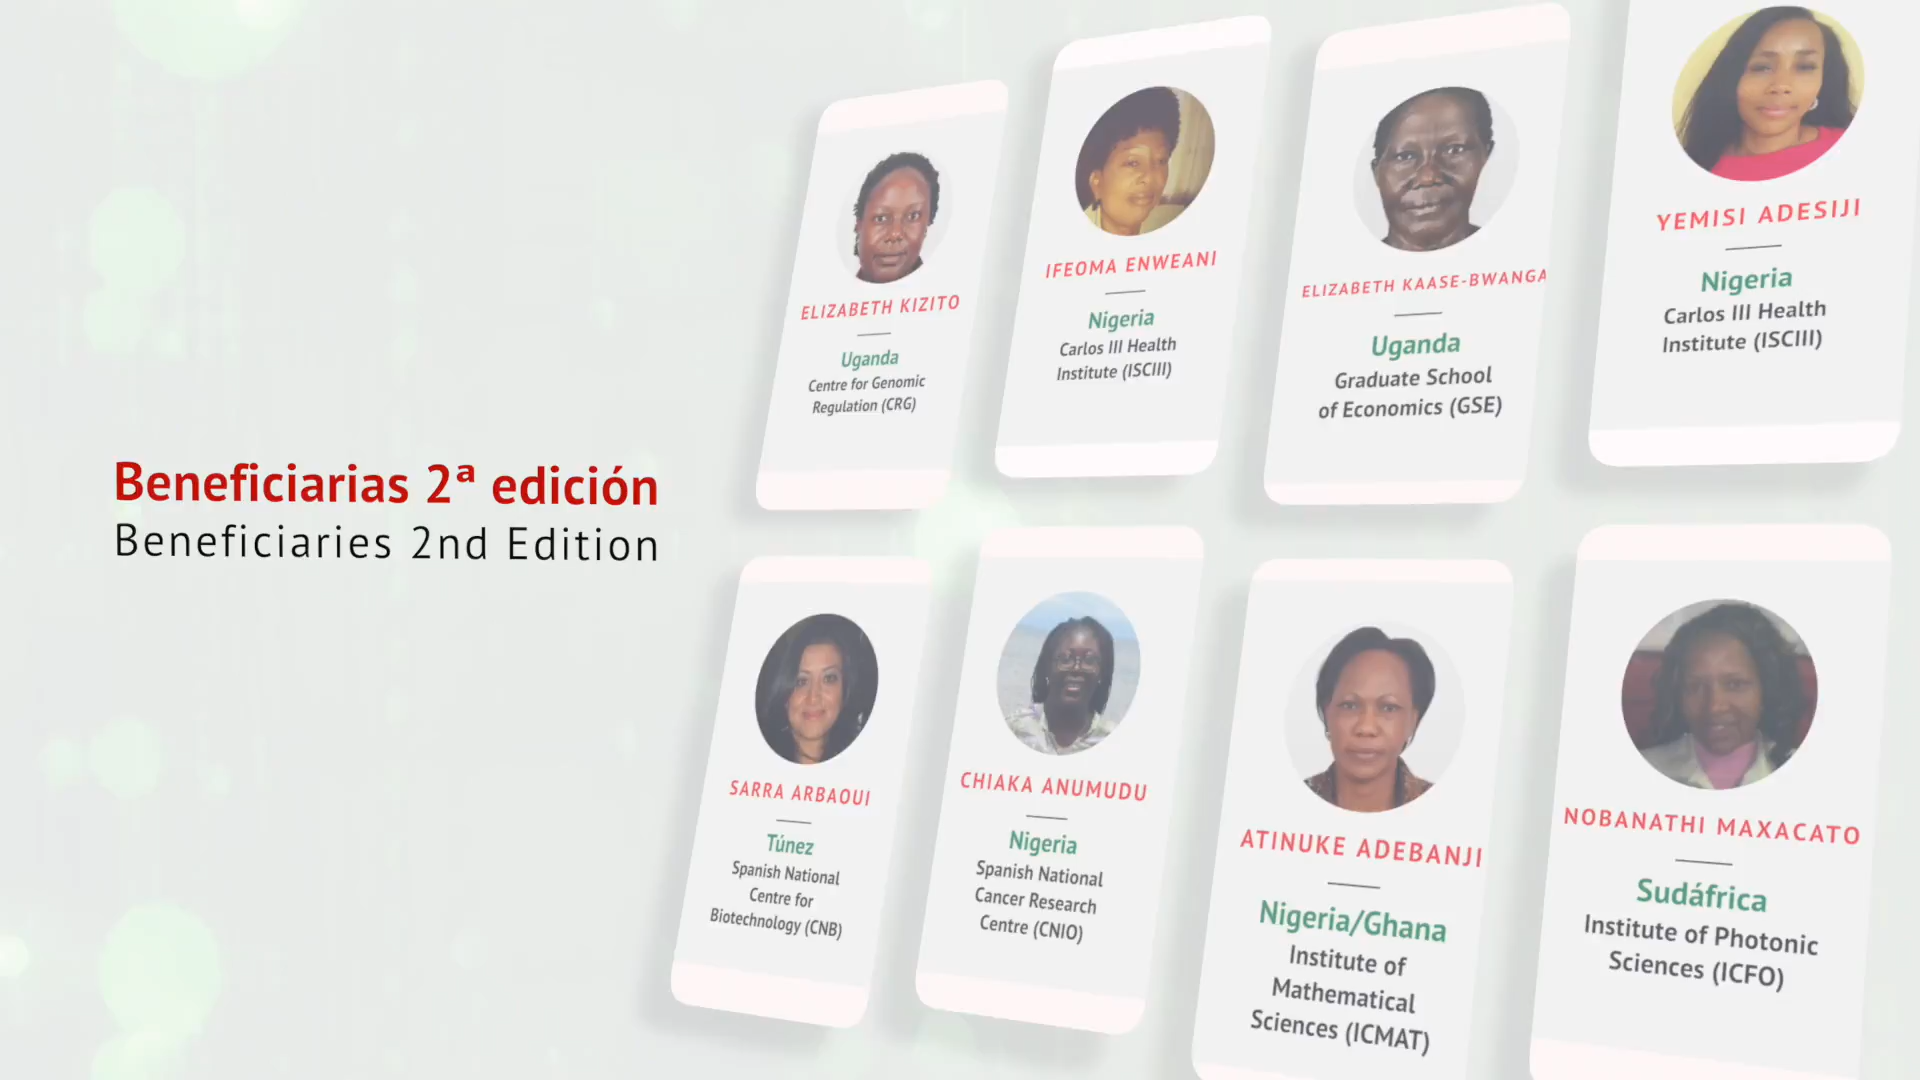 Beneficiarias 2ª edición
Beneficiaries 2nd Edition
ELIZABETH KIZITO
Uganda
Centre for Genomic
Regulation (CRG)
IFEOMA ENWEANI
Nigeria
Carlos III Health
Institute (ISCIII)
ELIZABETH KAASE-BWANGA
Uganda
Graduate School
of Economics (GSE)
YEMISI ADESIJI
Nigeria
Carlos III Health
Institute (ISCIII)
SARRA ARBAOUI
Túnez
Spanish National
Centre for
Biotechnology (CNB)
CHIAKA ANUMUDU
Nigeria
Spanish National
Cancer Research
Centre (CNIO)
ATINUKE ADEBANJI
Nigeria/Ghana
Institute of
Mathematical
Sciences (ICMAT)
NOBANATHI MAXACATO
Sudáfrica
Institute of Photonic
Sciences (ICFO)